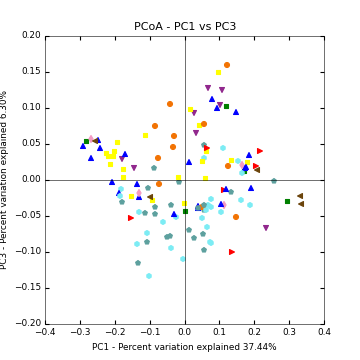 PCoA - PC1 vs PC3
0.20
0.15
0.10
0.05
0.00
−0.05
−0.10
−0.15
−0.20
PC3 - Percent variation explained 6.30%
−0.4 −0.3 −0.2 −0.1 0.0 0.1 0.2 0.3 0.4
PC1 - Percent variation explained 37.44%